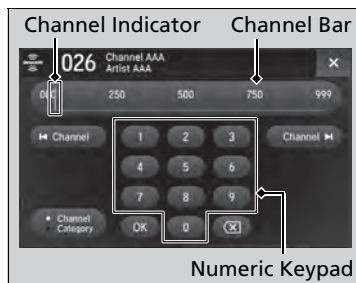 Channel Indicator Channel Bar
026 Channel AAA
Artist AAA
000 250 500 750 999
Channel 1 2 3 Channel
4 5 6
7 8 9
• Channel
Category OK 0
Numeric Keypad